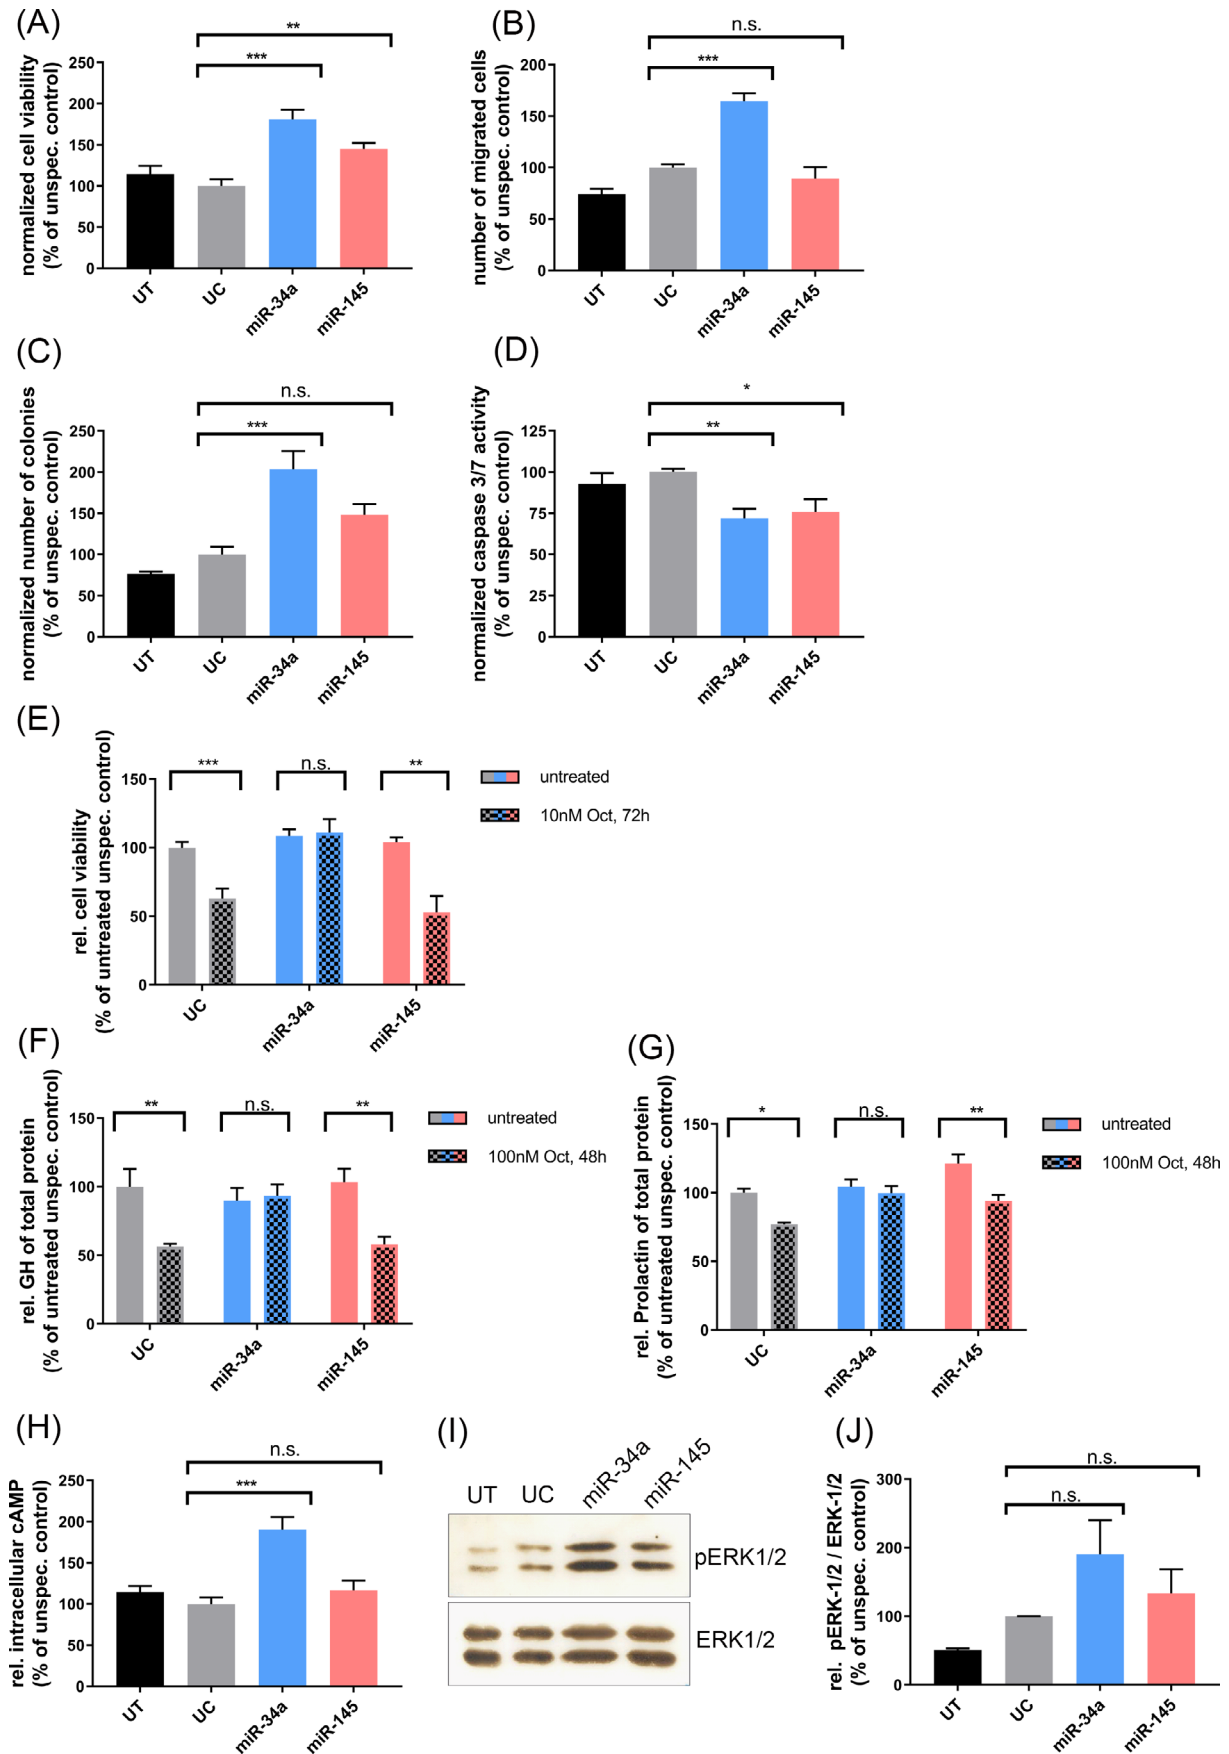 (A)
**
***
normalized cell viability
(% of unspec. control)
250
200
150
100
50
0
UT
UC
miR-34a
miR-145
(B)
n.s.
***
number of migrated cells
(% of unspec. control)
200
150
100
50
0
UT
UC
miR-34a
miR-145
(C)
n.s.
***
normalized number of colonies
(% of unspec. control)
250
200
150
100
50
0
UT
UC
miR-34a
miR-145
(D)
*
**
normalized caspase 3/7 activity
(% of unspec. control)
125
100
75
50
25
0
UT
UC
miR-34a
miR-145
(E)
***
n.s.
**
rel. cell viability
(% of untreated unspec. control)
150
100
50
0
UC
miR-34a
miR-145
untreated
10nM Oct, 72h
(F)
**
n.s.
**
rel. GH of total protein
(% of untreated unspec. control)
150
100
50
0
UC
miR-34a
miR-145
untreated
100nM Oct, 48h
(G)
*
n.s.
**
rel. Prolactin of total protein
(% of untreated unspec. control)
150
100
50
0
UC
miR-34a
miR-145
untreated
100nM Oct, 48h
(H)
n.s.
***
rel. intracellular cAMP
(% of unspec. control)
250
200
150
100
50
0
UT
UC
miR-34a
miR-145
(I)
UT
UC
miR-34a
miR-145
pERK1/2
ERK1/2
(J)
n.s.
n.s.
rel. pERK-1/2 / ERK-1/2
(% of unspec. control)
300
200
100
0
UT
UC
miR-34a
miR-145